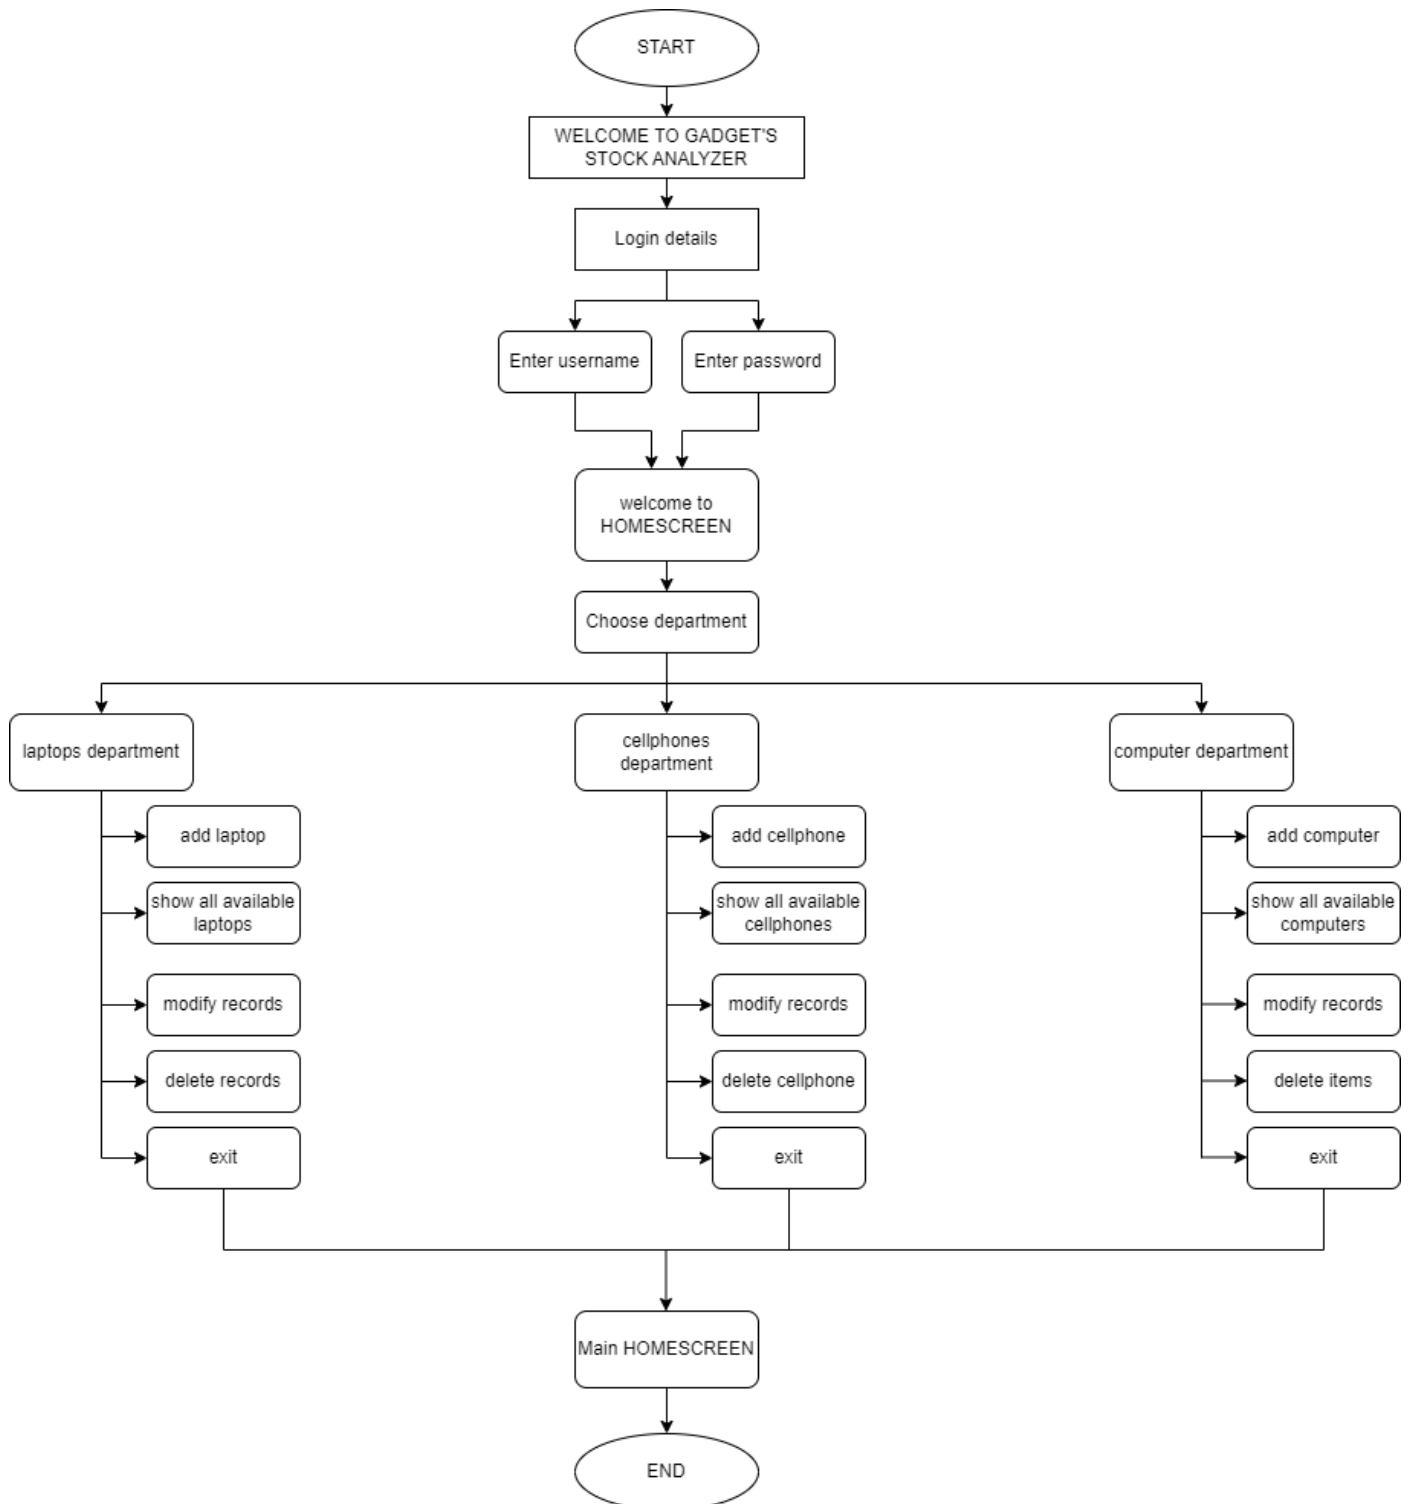 START
WELCOME TO GADGET'S
STOCK ANALYZER
Login details
Enter username
Enter password
welcome to
HOMESCREEN
Choose department
laptops department
cellphones
department
computer department
add laptop
add cellphone
add computer
show all available
laptops
show all available
cellphones
show all available
computers
modify records
modify records
modify records
delete records
delete cellphone
delete items
exit
exit
exit
Main HOMESCREEN
END